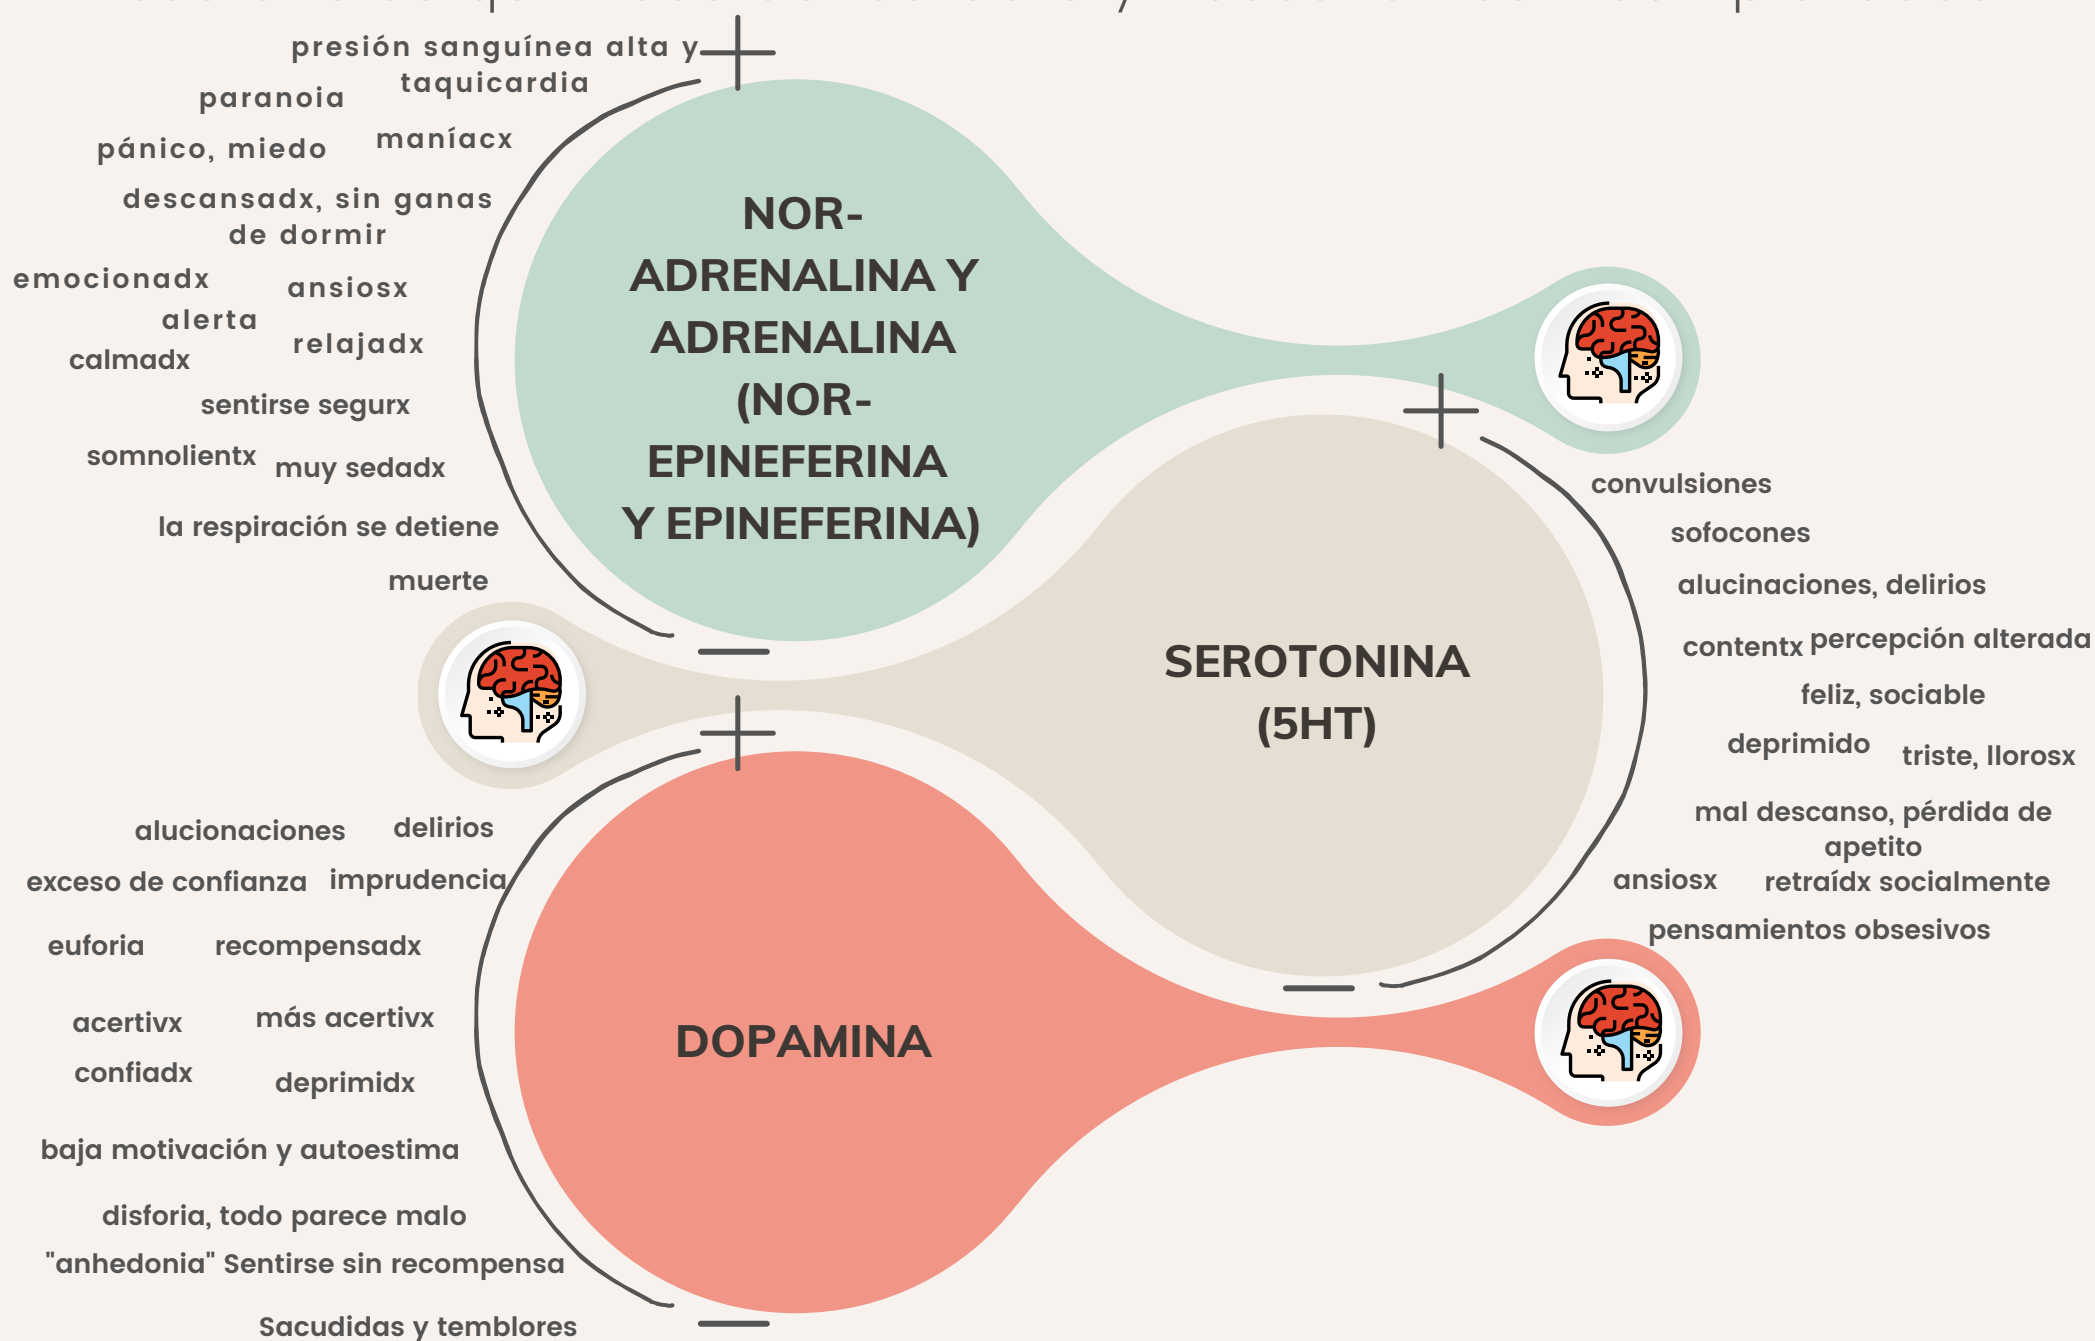 presión sanguínea alta y
taquicardia
paranoia
maníacx
pánico, miedo
descansadx, sin ganas
de dormir
emocionadx
ansiosx
alerta
relajadx
calmadx
sentirse segurx
somnolientx
muy sedadx
la respiración se detiene
muerte
NOR-
ADRENALINA Y
ADRENALINA
(NOR-
EPINEFERINA
Y EPINEFERINA)
convulsiones
sofocones
alucinaciones, delirios
contentx
percepción alterada
feliz, sociable
deprimido
triste, llorosx
mal descanso, pérdida de
apetito
ansiosx
retraídx socialmente
pensamientos obsesivos
SEROTONINA
(5HT)
alucionaciones
delirios
exceso de confianza
imprudencia
euforia
recompensadx
acertivx
más acertivx
confiadx
deprimidx
baja motivación y autoestima
disforia, todo parece malo
"anhedonia" Sentirse sin recompensa
Sacudidas y temblores
DOPAMINA